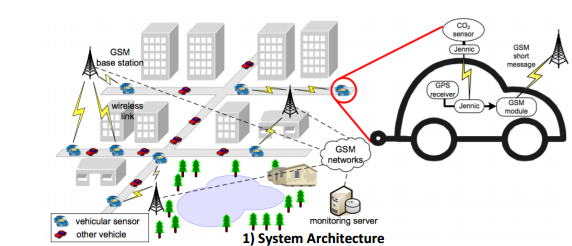 GSM
base station
wireless
link
GSM
networks
monitoring server
vehicular sensor
other vehicle
CO2
sensor
Jennic
GSM
short
message
GPS
receiver
Jennic
GSM
module
1) System Architecture